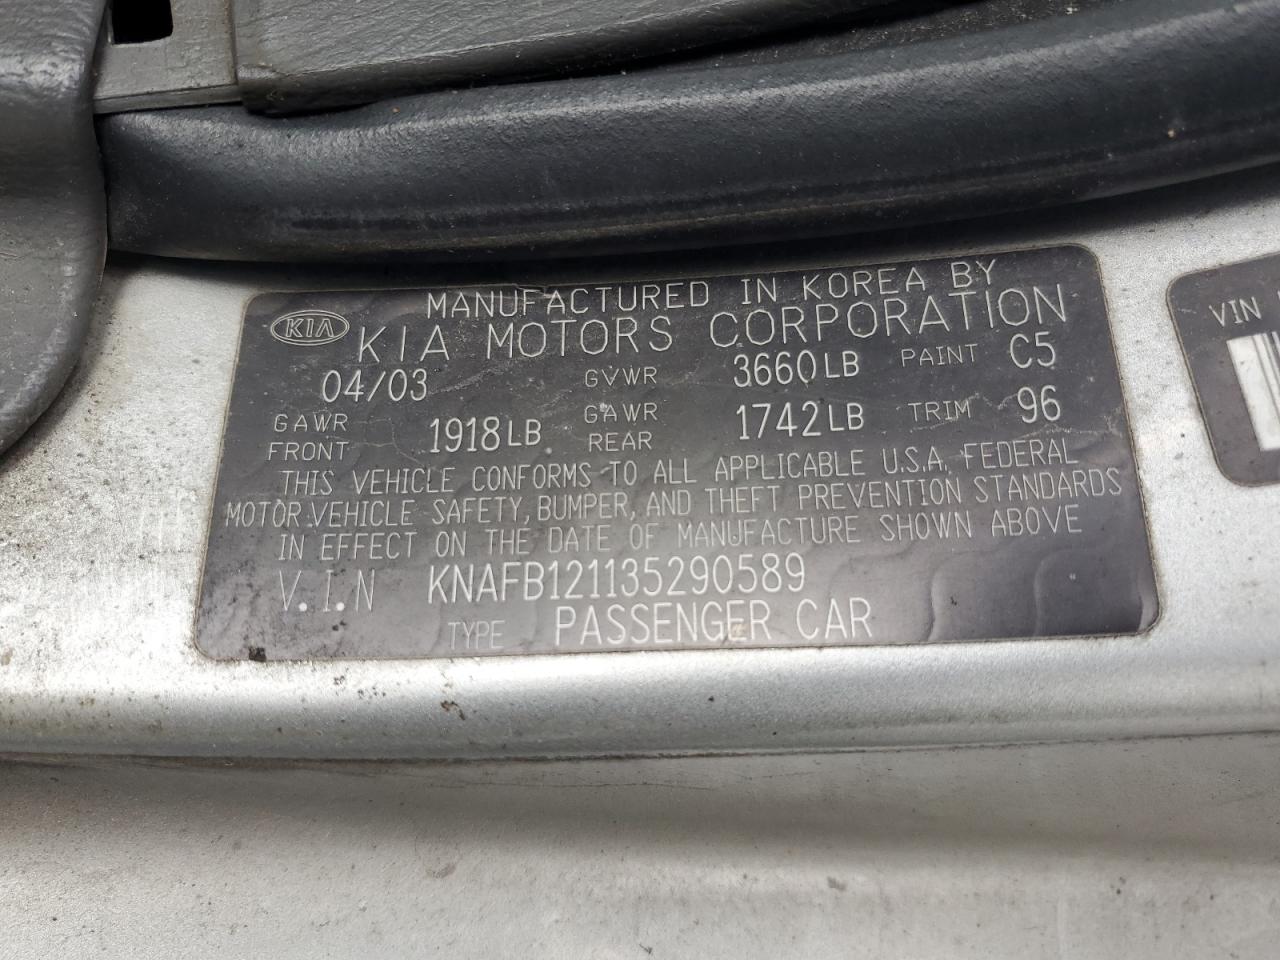 MANUFACTURED IN KOREA BY
KIA KIA MOTORS CORPORATION
04/03 GVWR 3660LB PAINT C5
GAWR FRONT 1918LB GAWR REAR 1742LB TRIM 96
THIS VEHICLE CONFORMS TO ALL APPLICABLE U.S.A. FEDERAL
MOTOR VEHICLE SAFETY, BUMPER, AND THEFT PREVENTION STANDARDS
IN EFFECT ON THE DATE OF MANUFACTURE SHOWN ABOVE
V.I.N KNAFB121135290589
TYPE PASSENGER CAR
VIN